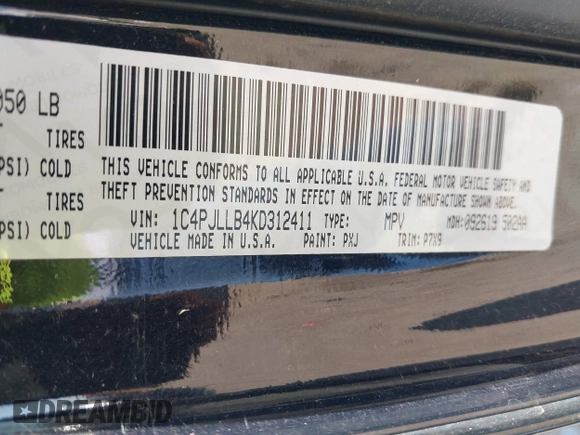 050 LB
TIRES
PSI) COLD
TIRES
PSI) COLD
THIS VEHICLE CONFORMS TO ALL APPLICABLE U.S.A. FEDERAL MOTOR VEHICLE SAFETY AND
THEFT PREVENTION STANDARDS IN EFFECT ON THE DATE OF MANUFACTURE SHOWN ABOVE.
VIN: 1C4PJLLB4KD312411 TYPE: MPV MDH: 092619 502AA
VEHICLE MADE IN U.S.A. PAINT: PXJ TRIM: P7X9
DREAMBID